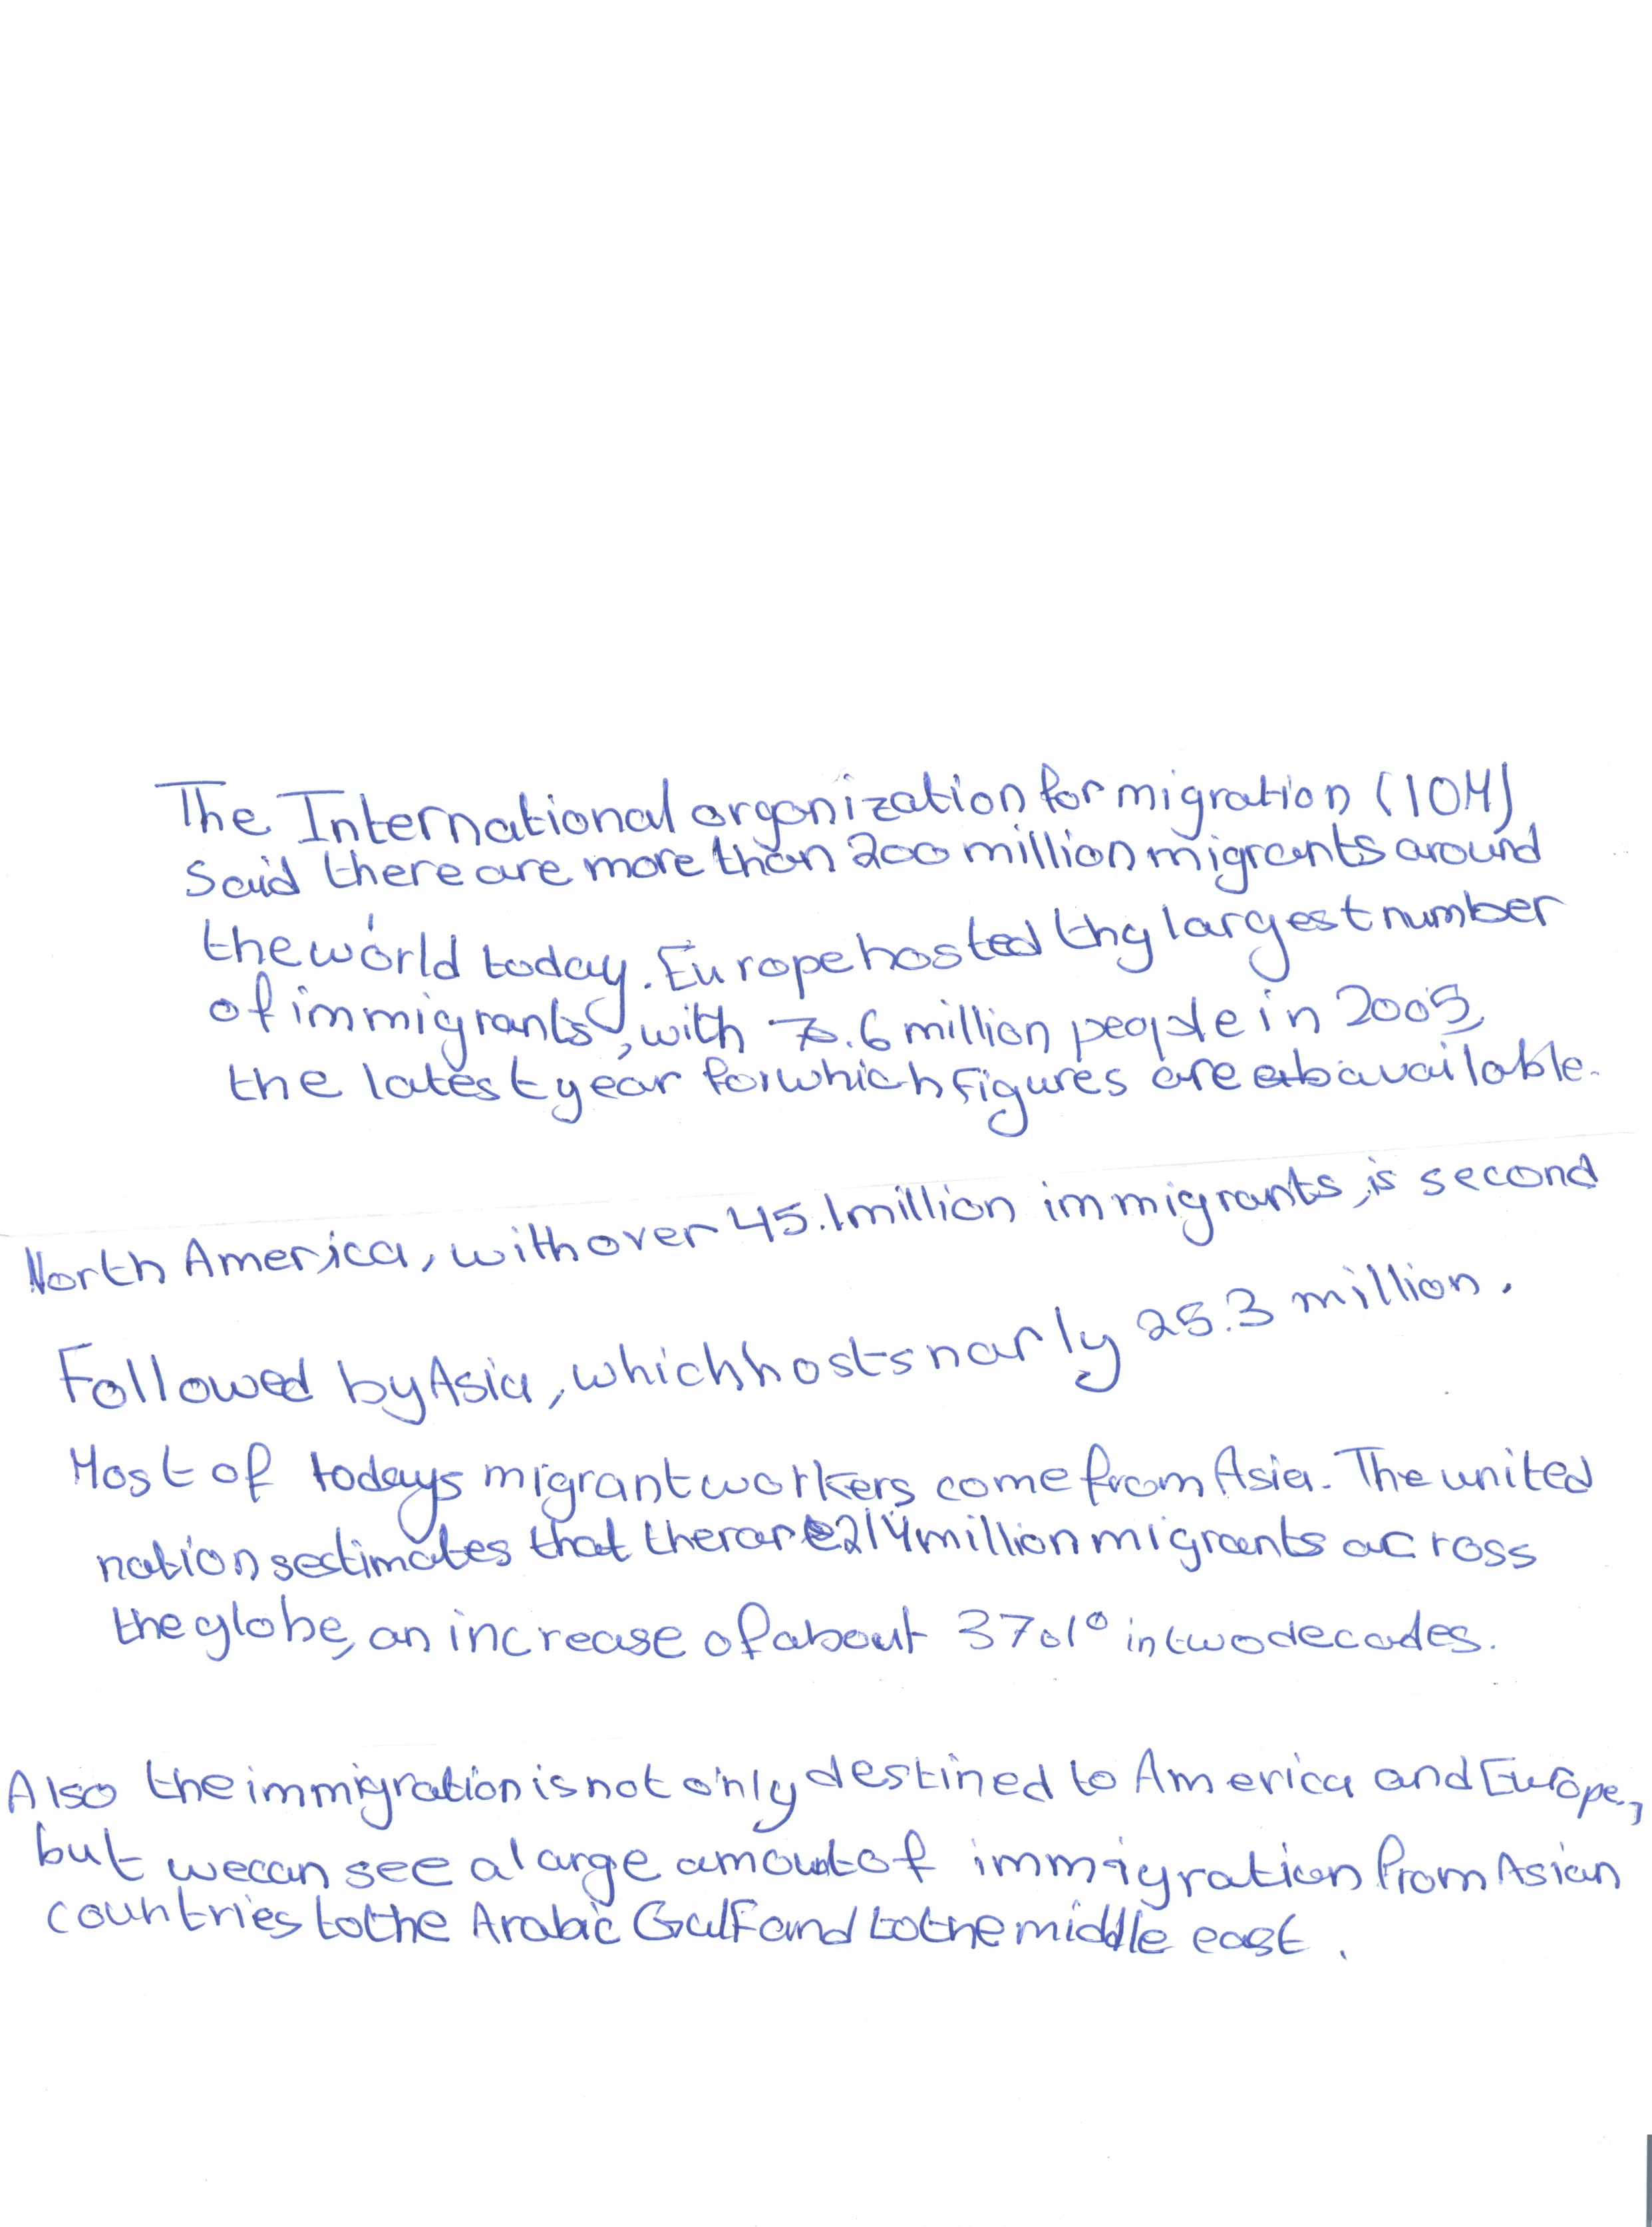 The International organization for migration (IOM)
said there are more than 200 million migrants around
the world today. Europe hosted thy largest number
of immigrants, with 70.6 million people in 2005,
the latest year for which figures are available.
North America, with over 45.1 million immigrants, is second
Followed by Asia, which hosts narly 25.3 million.
Most of todays migrant workers come from Asia. The united
nations estimates that therare 214 million migrants across
the globe, an increase of about 37 % in two decades.
Also the immigration is not only destined to America and Europe,
but we can see a large amount of immigration from Asian
countries to the Arabic Gulf and to the middle east.